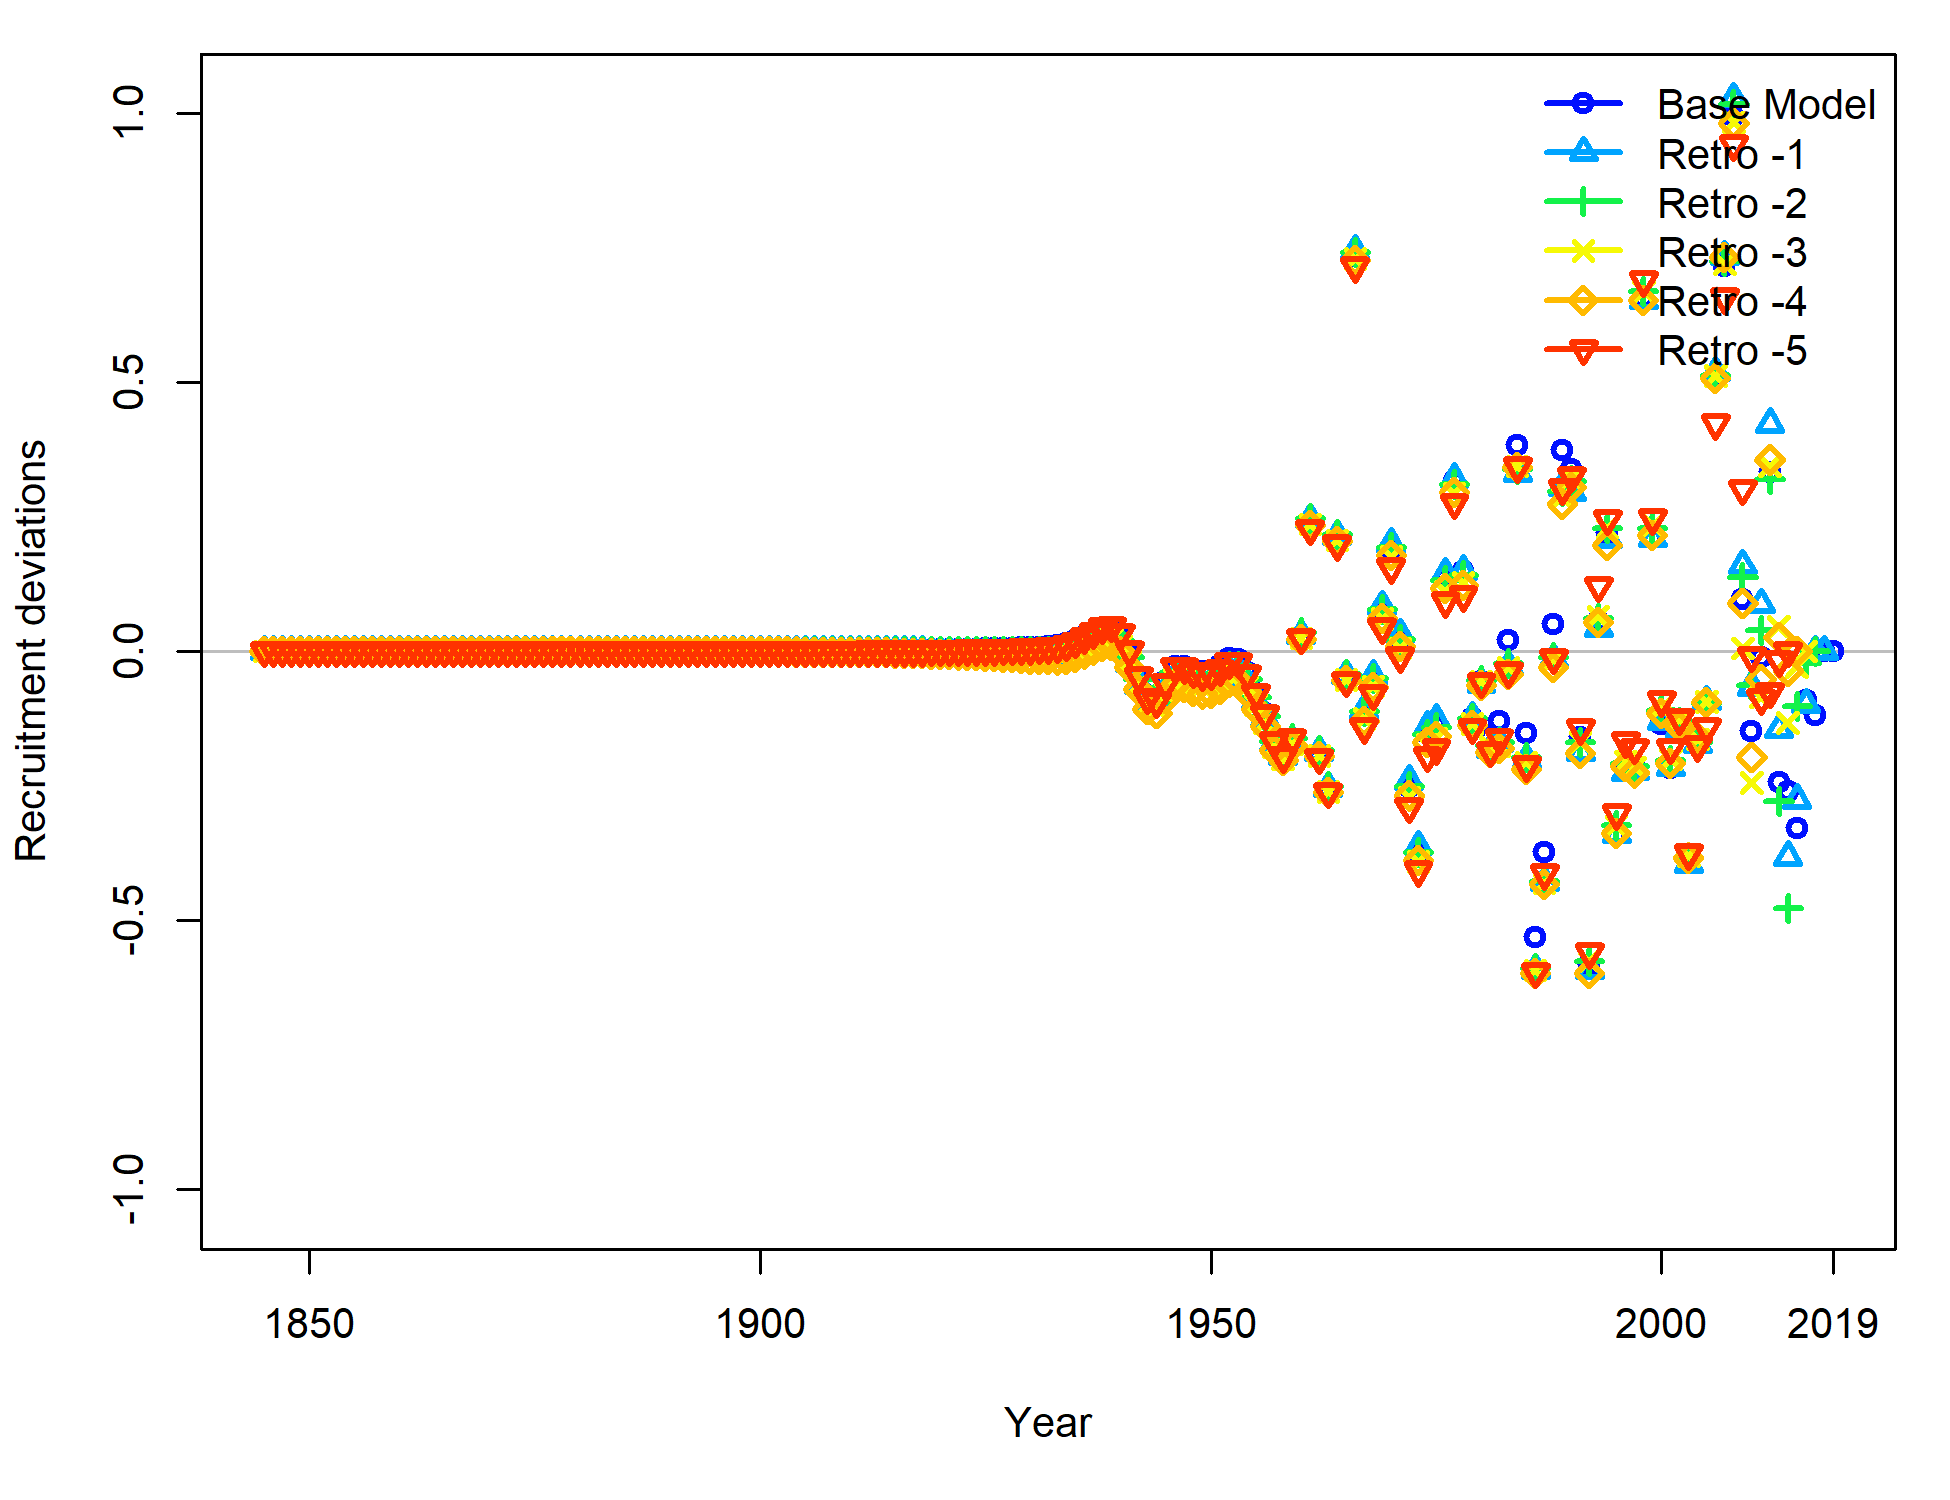 Base Model
Retro -1
Retro -2
Retro -3
Retro -4
Retro -5
1.0
0.5
0.0
-0.5
-1.0
Recruitment deviations
1850
1900
1950
2000
2019
Year